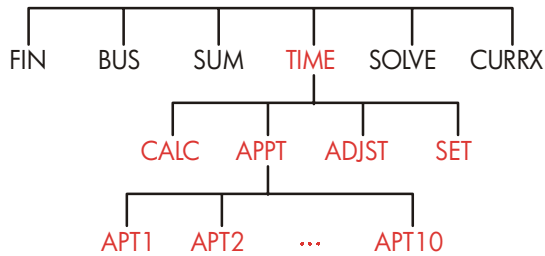 FIN BUS SUM TIME SOLVE CURRX
CALC APPT ADJST SET
APT1 APT2 ... APT10